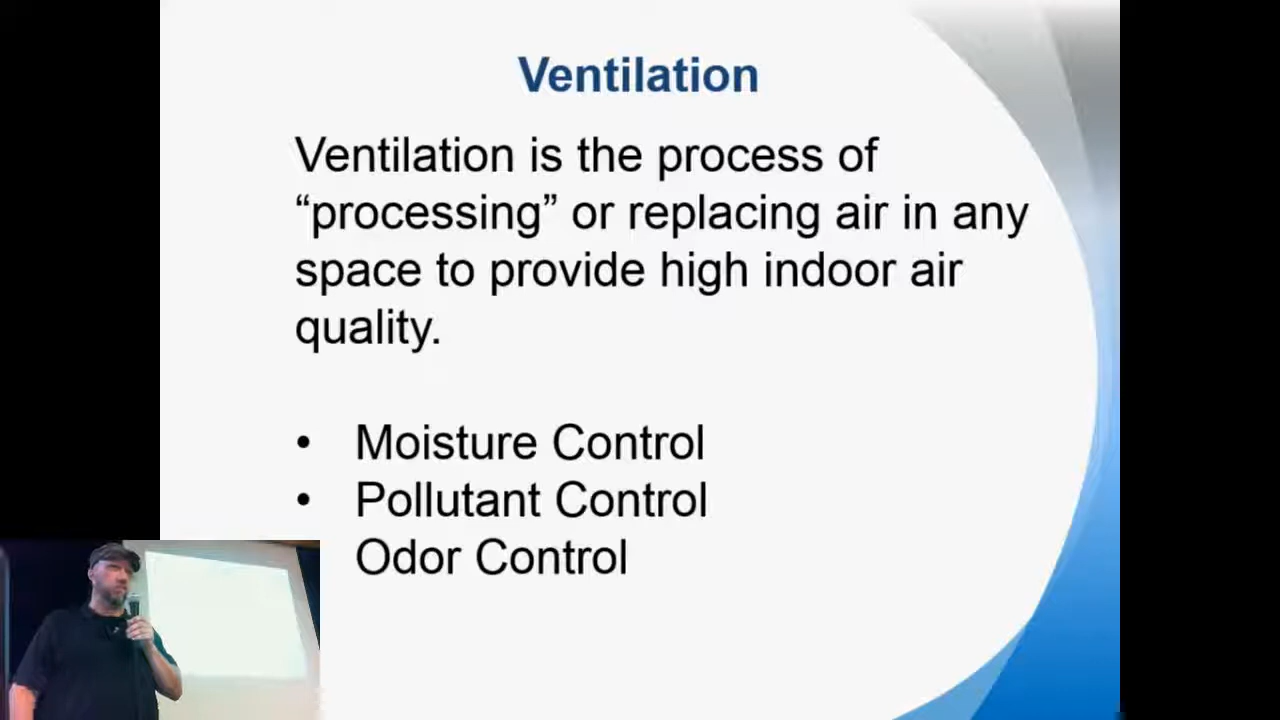 Ventilation
Ventilation is the process of
“processing” or replacing air in any
space to provide high indoor air
quality.
• Moisture Control
• Pollutant Control
Odor Control